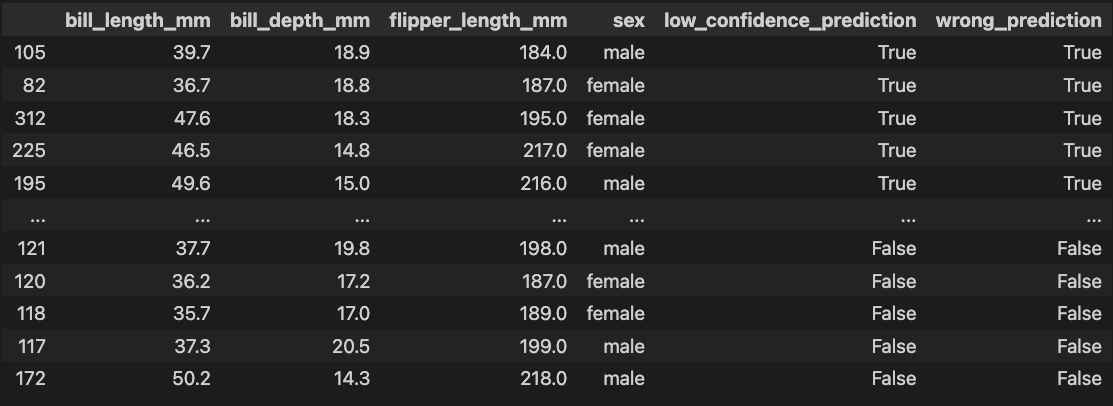 bill_length_mm bill_depth_mm flipper_length_mm sex low_confidence_prediction wrong_prediction
105 39.7 18.9 184.0 male True True
82 36.7 18.8 187.0 female True True
312 47.6 18.3 195.0 female True True
225 46.5 14.8 217.0 female True True
195 49.6 15.0 216.0 male True True
... ... ... ... ... ... ...
121 37.7 19.8 198.0 male False False
120 36.2 17.2 187.0 female False False
118 35.7 17.0 189.0 female False False
117 37.3 20.5 199.0 male False False
172 50.2 14.3 218.0 male False False